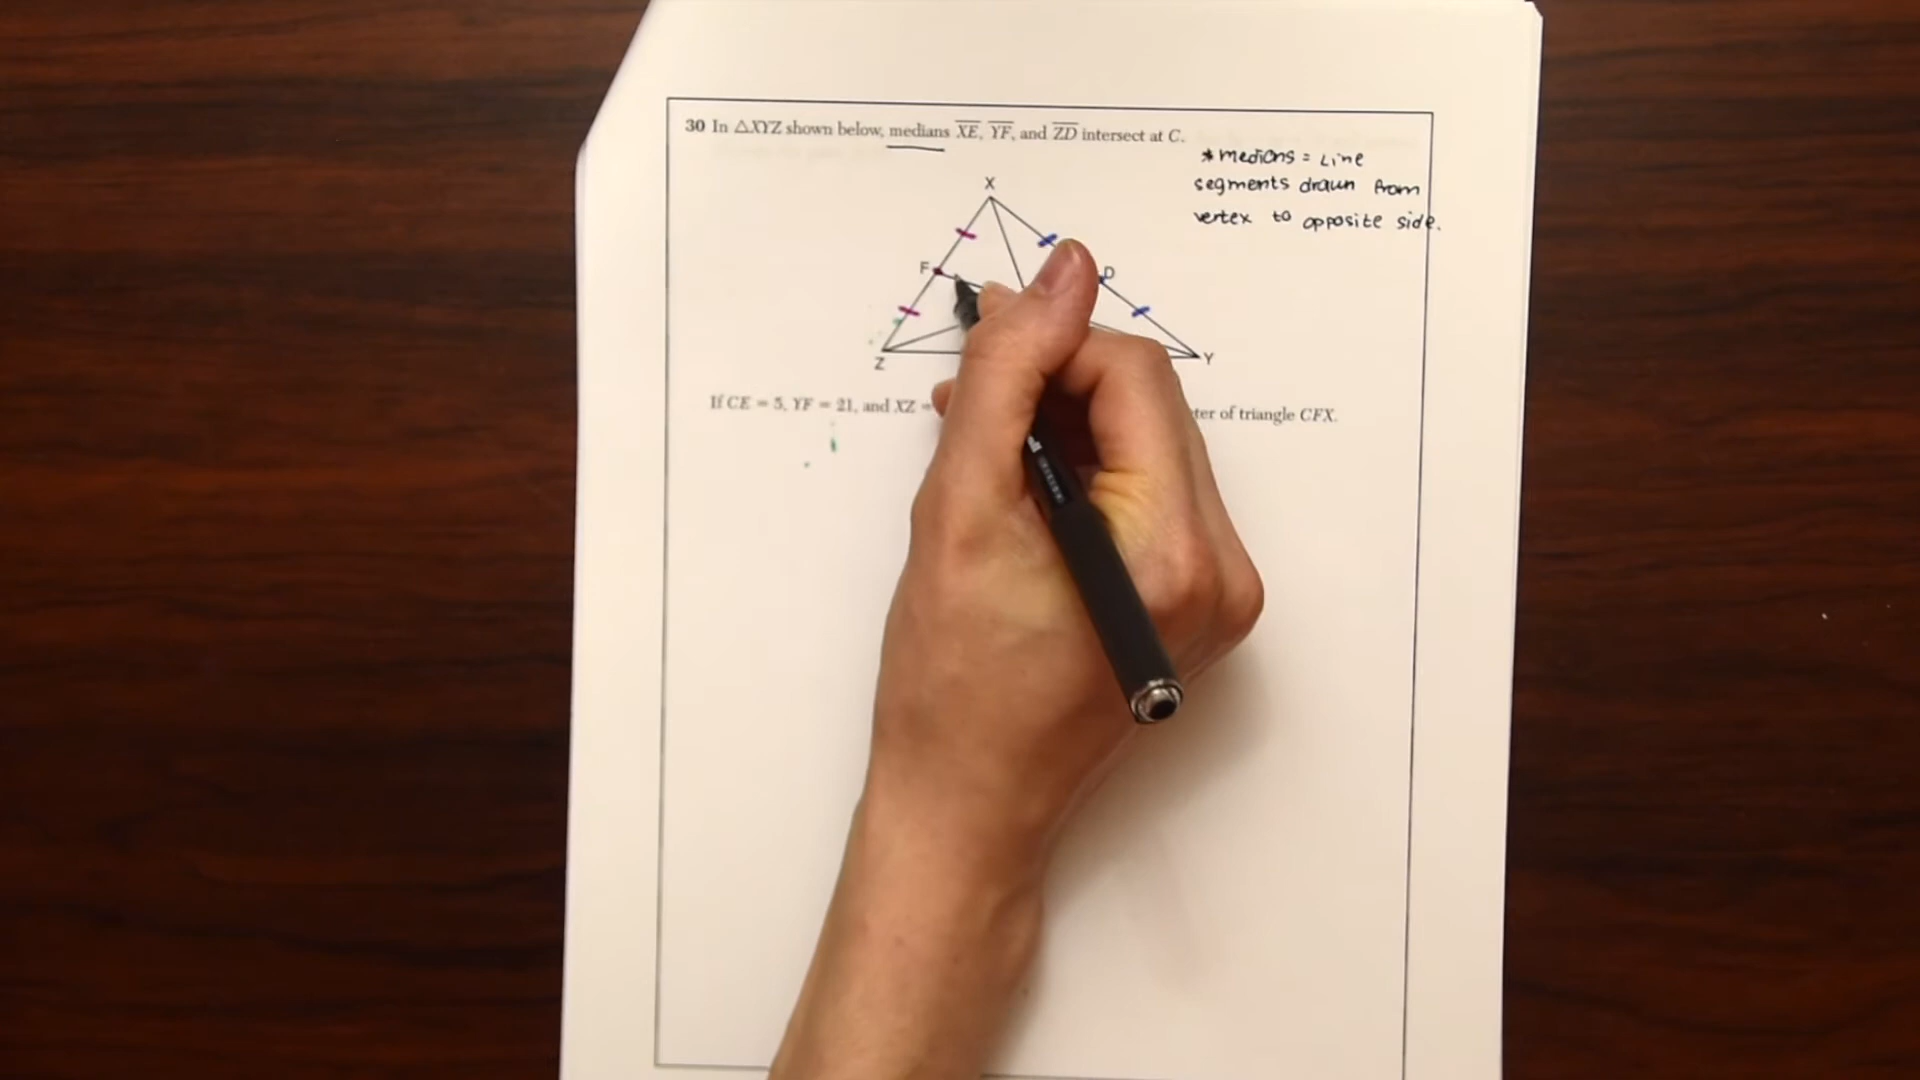 30 In △XYZ shown below, medians XE, YF, and ZD intersect at C.
* medians = Line
segments drawn from
vertex to opposite side.
X
F
D
Z
Y
If CE = 5, YF = 21, and XZ = ter of triangle CFX.